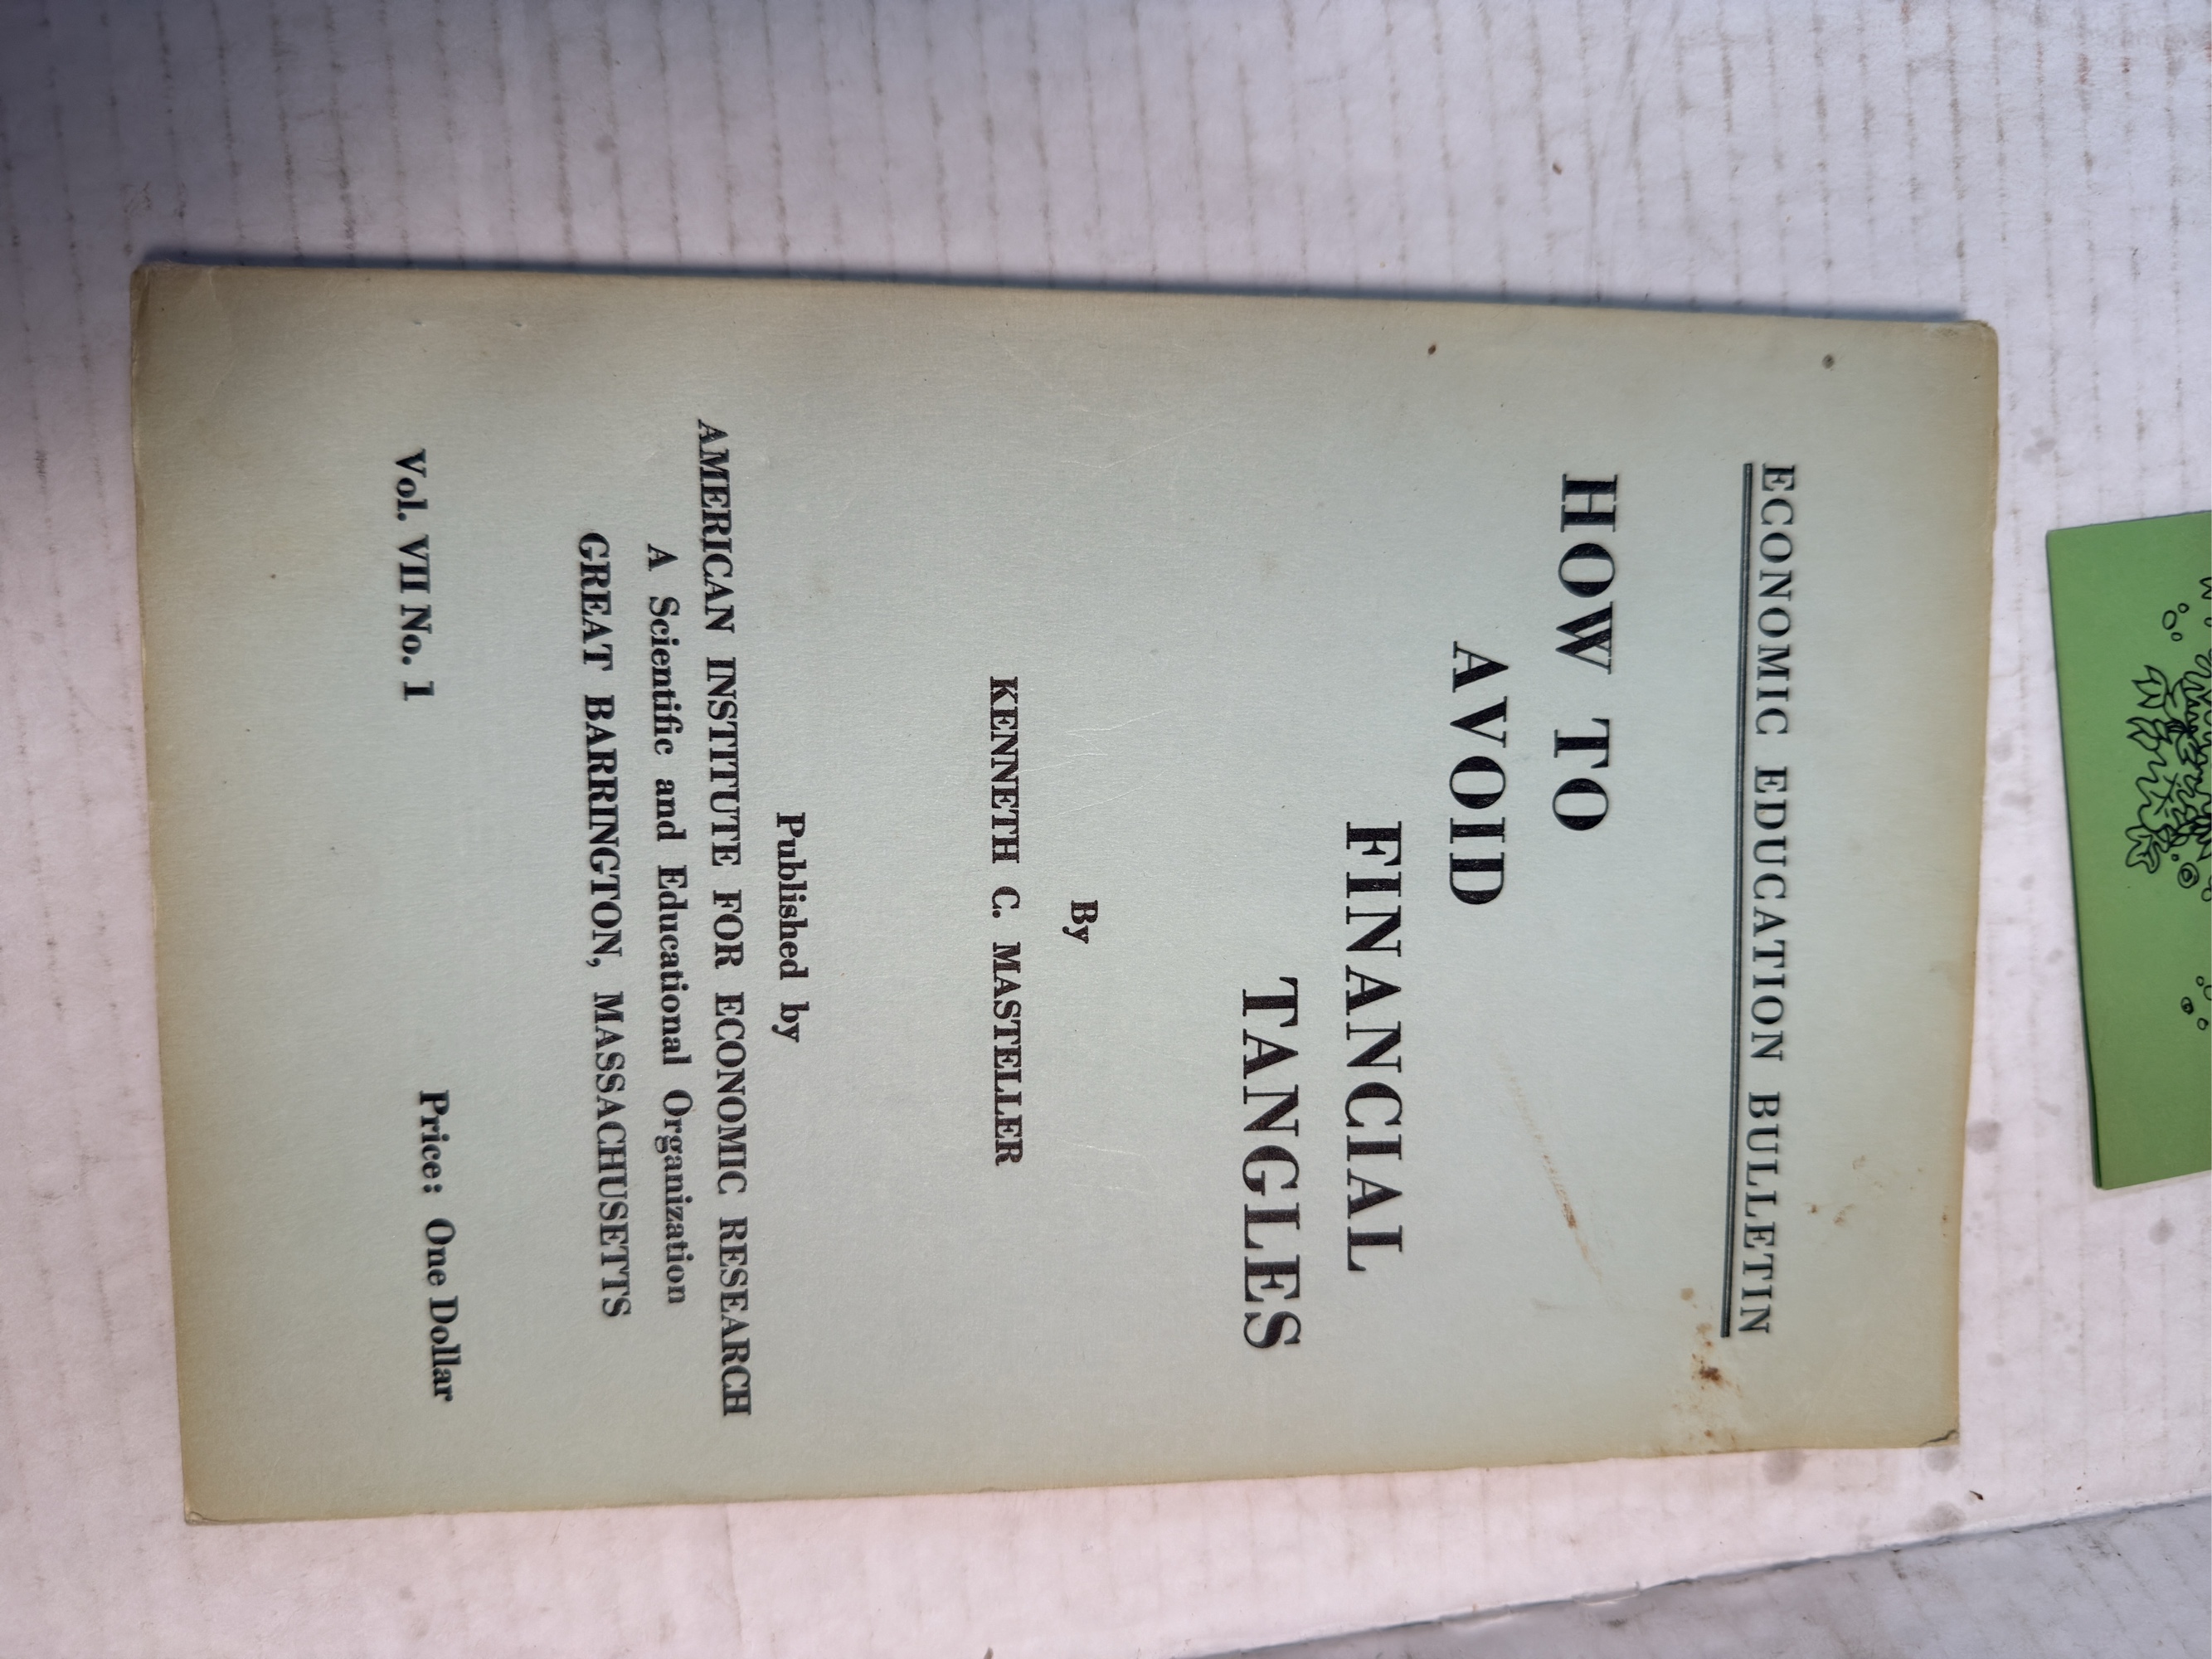 ECONOMIC EDUCATION BULLETIN
HOW TO
AVOID
FINANCIAL
TANGLES
By
KENNETH C. MASTELLER
Published by
AMERICAN INSTITUTE FOR ECONOMIC RESEARCH
A Scientific and Educational Organization
GREAT BARRINGTON, MASSACHUSETTS
Vol. VII No. 1 Price: One Dollar